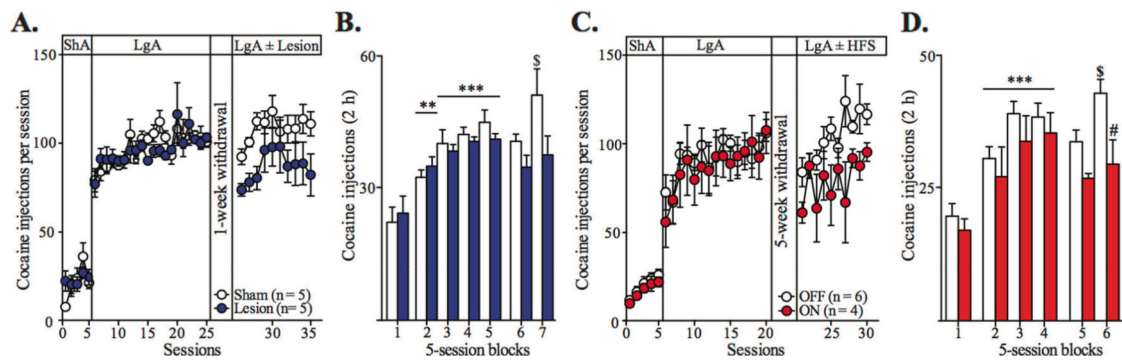 A.
ShA LgA LgA ± Lesion
Cocaine injections per session
150
100
50
0
1-week withdrawal
Sham (n = 5)
Lesion (n= 5)
0 5 10 15 20 25 30 35
Sessions
B.
Cocaine injections (2 h)
60
30
** *** $
1 2 3 4 5 6 7
5-session blocks
C.
ShA LgA LgA ± HFS
Cocaine injections per session
150
100
50
0
5-week withdrawal
OFF (n = 6)
ON (n = 4)
0 5 10 15 20 25 30
Sessions
D.
Cocaine injections (2 h)
50
25
*** $ #
1 2 3 4 5 6
5-session blocks